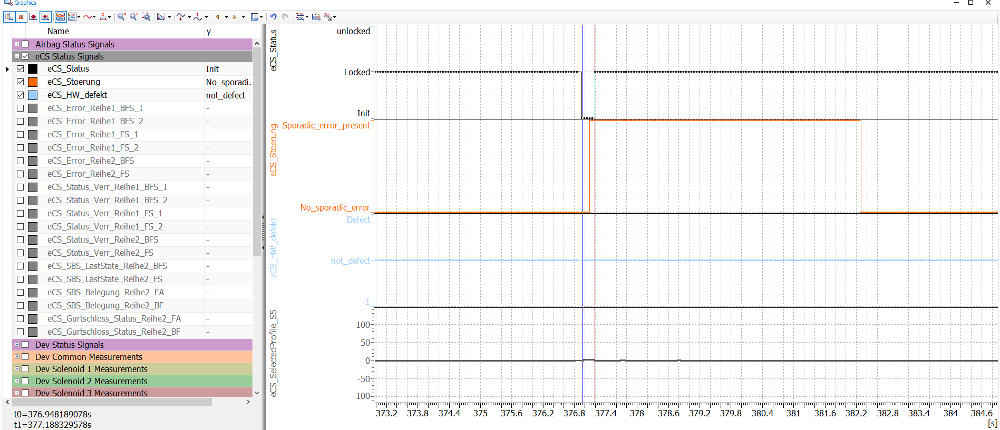 Graphics
Name y
Airbag Status Signals
eCS Status Signals
eCS_Status Init
eCS_Stoerung No_sporadi...
eCS_HW_defekt not_defect
eCS_Error_Reihe1_BFS_1 -
eCS_Error_Reihe1_BFS_2 -
eCS_Error_Reihe1_FS_1 -
eCS_Error_Reihe1_FS_2 -
eCS_Error_Reihe2_BFS -
eCS_Error_Reihe2_FS -
eCS_Status_Verr_Reihe1_BFS_1 -
eCS_Status_Verr_Reihe1_BFS_2 -
eCS_Status_Verr_Reihe1_FS_1 -
eCS_Status_Verr_Reihe1_FS_2 -
eCS_Status_Verr_Reihe2_BFS -
eCS_Status_Verr_Reihe2_FS -
eCS_SBS_LastState_Reihe2_BFS -
eCS_SBS_LastState_Reihe2_FS -
eCS_SBS_Belegung_Reihe2_FA -
eCS_SBS_Belegung_Reihe2_BF -
eCS_Gurtschloss_Status_Reihe2_FA -
eCS_Gurtschloss_Status_Reihe2_BF -
Dev Status Signals
Dev Common Measurements
Dev Solenoid 1 Measurements
Dev Solenoid 2 Measurements
Dev Solenoid 3 Measurements
t0=376.948189078s
t1=377.188329578s
eCS_Status
unlocked
Locked
Init
eCS_Stoerung
Sporadic_error_present
No_sporadic_error
eCS_HW_defekt
Defect
not_defect
-1
eCS_SelectedProfile_S5
100
50
0
-50
-100
373.2 373.8 374.4 375 375.6 376.2 376.8 377.4 378 378.6 379.2 379.8 380.4 381 381.6 382.2 382.8 383.4 384 384.6
[s]